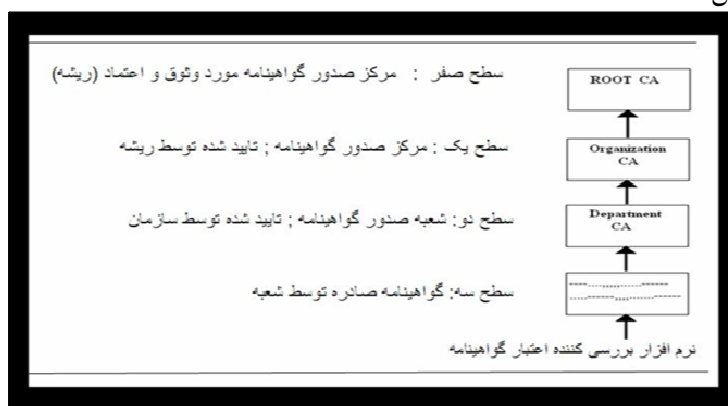 سطح صفر : مرکز صدور گواهینامه مورد وثوق و اعتماد (ریشه)
ROOT CA
سطح یک : مرکز صدور گواهینامه ; تایید شده توسط ریشه
Organization
CA
سطح دو: شعبه صدور گواهینامه ; تایید شده توسط سازمان
Department
CA
سطح سه: گواهینامه صادره توسط شعبه
نرم افزار بررسی کننده اعتبار گواهینامه